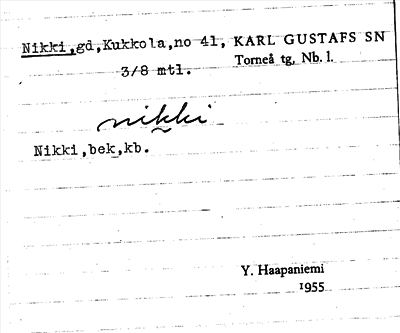 Nikki,gd,Kukkola,no 41, KARL GUSTAFS SN
3/8 mtl. Torneå tg, Nb. l.
nikki
Nikki,bek,kb.
Y. Haapaniemi
1955